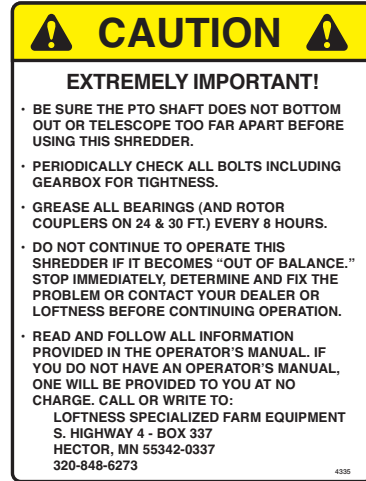 CAUTION
EXTREMELY IMPORTANT!
· BE SURE THE PTO SHAFT DOES NOT BOTTOM
OUT OR TELESCOPE TOO FAR APART BEFORE
USING THIS SHREDDER.
· PERIODICALLY CHECK ALL BOLTS INCLUDING
GEARBOX FOR TIGHTNESS.
· GREASE ALL BEARINGS (AND ROTOR
COUPLERS ON 24 & 30 FT.) EVERY 8 HOURS.
· DO NOT CONTINUE TO OPERATE THIS
SHREDDER IF IT BECOMES “OUT OF BALANCE.”
STOP IMMEDIATELY, DETERMINE AND FIX THE
PROBLEM OR CONTACT YOUR DEALER OR
LOFTNESS BEFORE CONTINUING OPERATION.
· READ AND FOLLOW ALL INFORMATION
PROVIDED IN THE OPERATOR’S MANUAL. IF
YOU DO NOT HAVE AN OPERATOR’S MANUAL,
ONE WILL BE PROVIDED TO YOU AT NO
CHARGE. CALL OR WRITE TO:
LOFTNESS SPECIALIZED FARM EQUIPMENT
S. HIGHWAY 4 - BOX 337
HECTOR, MN 55342-0337
320-848-6273
4335